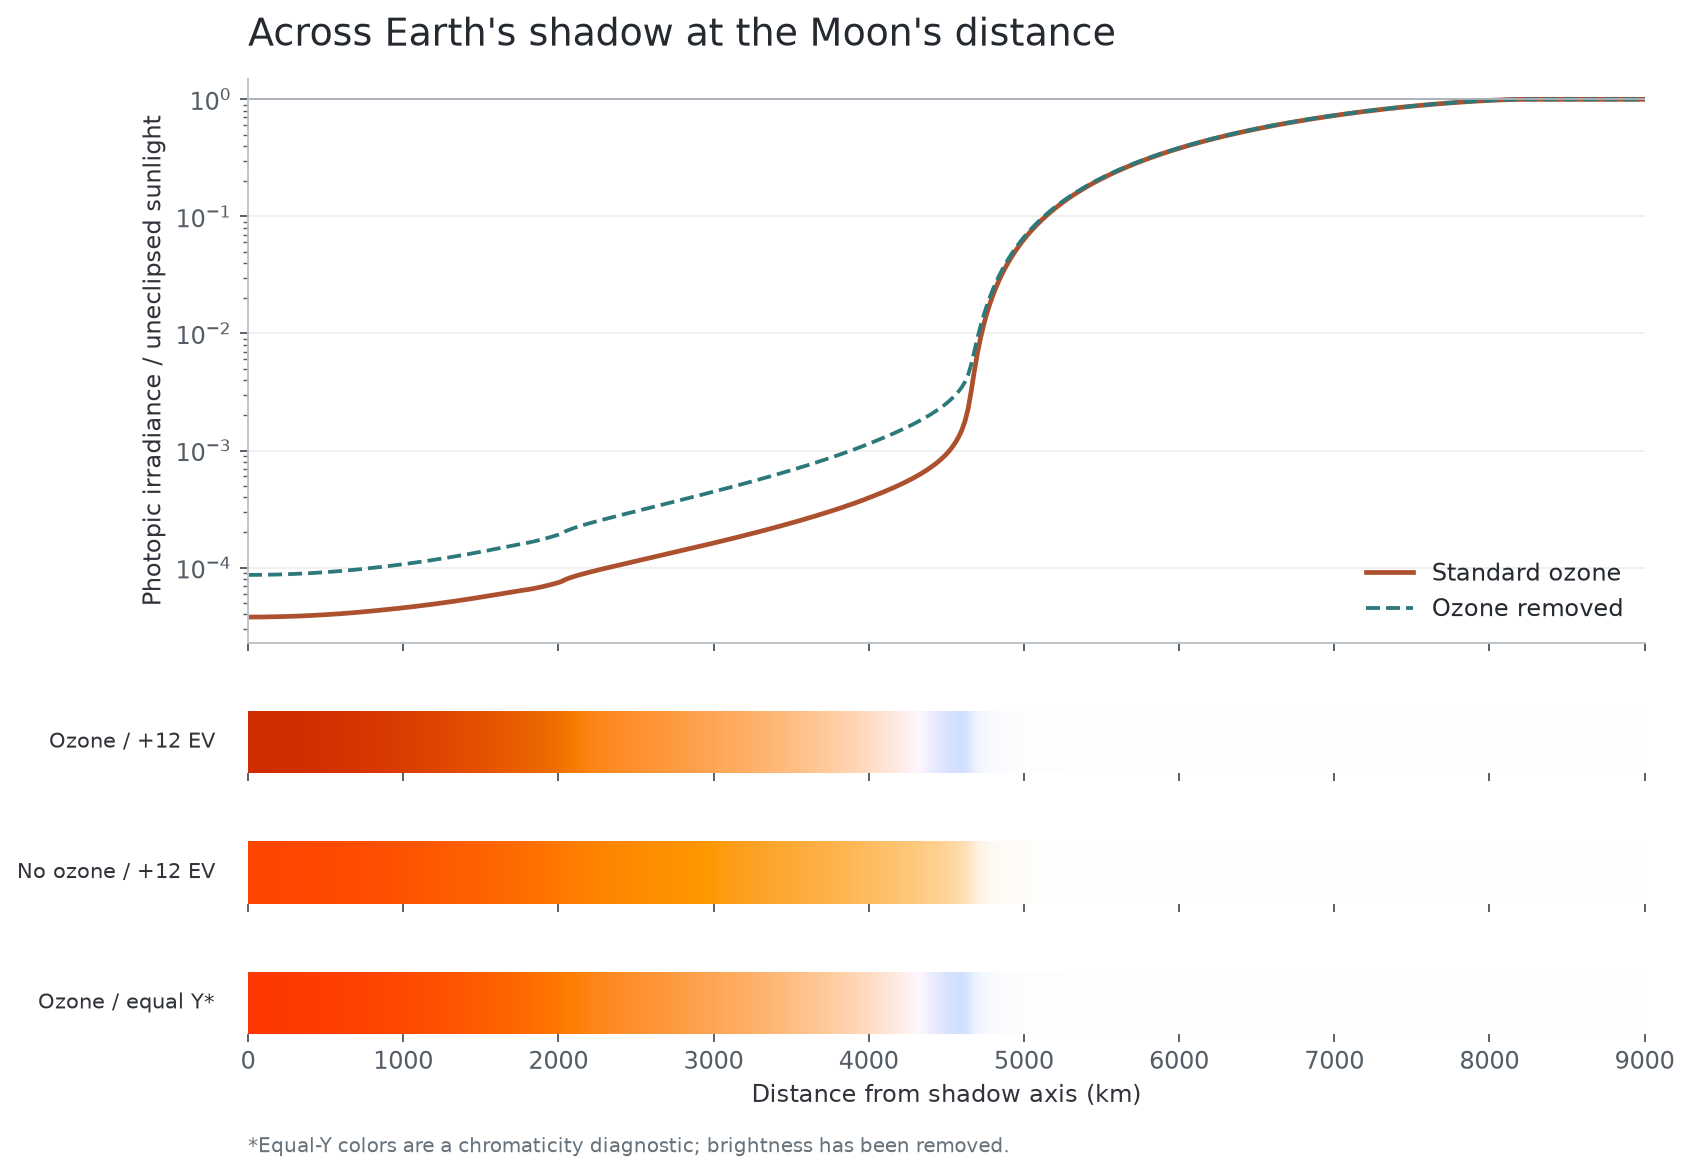 Across Earth's shadow at the Moon's distance
Photopic irradiance / uneclipsed sunlight
10⁰
10⁻¹
10⁻²
10⁻³
10⁻⁴
Standard ozone
Ozone removed
Ozone / +12 EV
No ozone / +12 EV
Ozone / equal Y*
0 1000 2000 3000 4000 5000 6000 7000 8000 9000
Distance from shadow axis (km)
*Equal-Y colors are a chromaticity diagnostic; brightness has been removed.